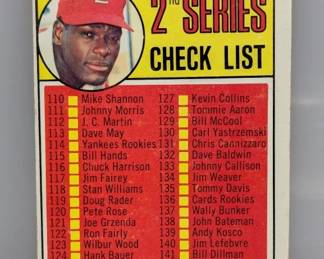 2nd SERIES
CHECK LIST
110 Mike Shannon
111 Johnny Morris
112 J. C. Martin
113 Dave May
114 Yankees Rookies
115 Bill Hands
116 Chuck Harrison
117 Jim Fairey
118 Stan Williams
119 Doug Rader
120 Pete Rose
121 Joe Grzenda
122 Ron Fairly
123 Wilbur Wood
124 Hank Bauer
127 Kevin Collins
128 Tommie Aaron
129 Bill McCool
130 Carl Yastrzemski
131 Chris Cannizzaro
132 Dave Baldwin
133 Johnny Callison
134 Jim Weaver
135 Tommy Davis
136 Cards Rookies
137 Wally Bunker
138 John Bateman
139 Andy Kosco
140 Jim Lefebvre
141 Bill Dillman